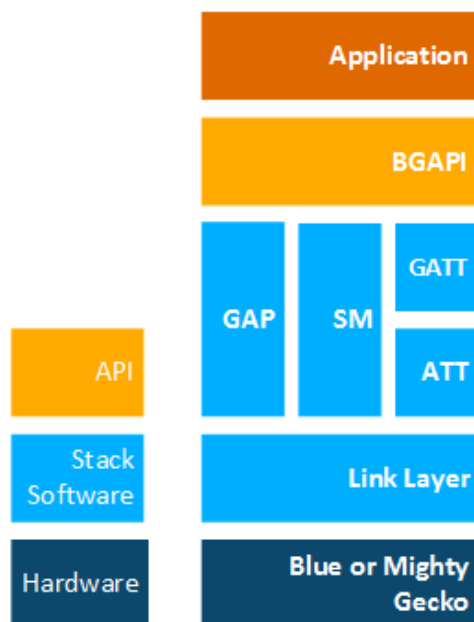 Application
BGAPI
GAP
SM
GATT
ATT
API
Stack
Software
Link Layer
Hardware
Blue or Mighty
Gecko